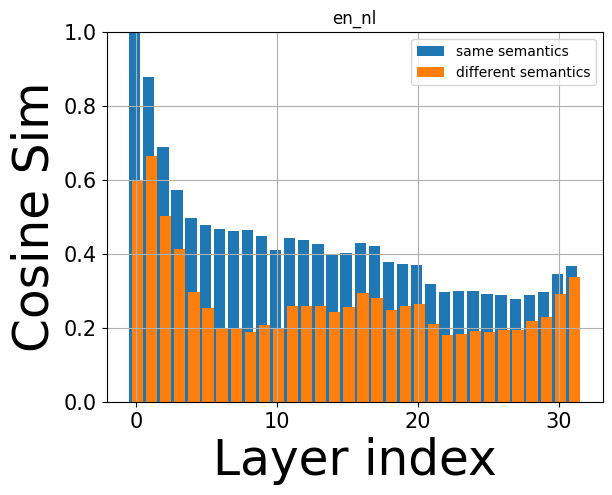 en_nl
same semantics
different semantics
Cosine Sim
1.0
0.8
0.6
0.4
0.2
0.0
0 10 20 30
Layer index